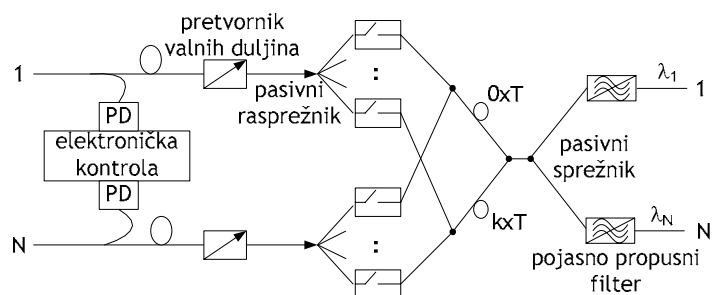 pretvornik
valnih duljina
1
pasivni
rasprežnik
:
0xT
λ1
1
PD
elektronička
kontrola
PD
pasivni
sprežnik
N
kxT
:
λN
N
pojasno propusni
filter